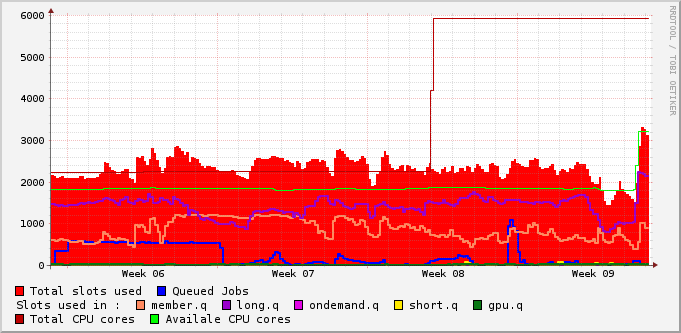 6000
5000
4000
3000
2000
1000
0
Week 06 Week 07 Week 08 Week 09
RRDTOOL / TOBI OETIKER
Total slots used Queued Jobs
Slots used in : member.q long.q ondemand.q short.q gpu.q
Total CPU cores Availale CPU cores